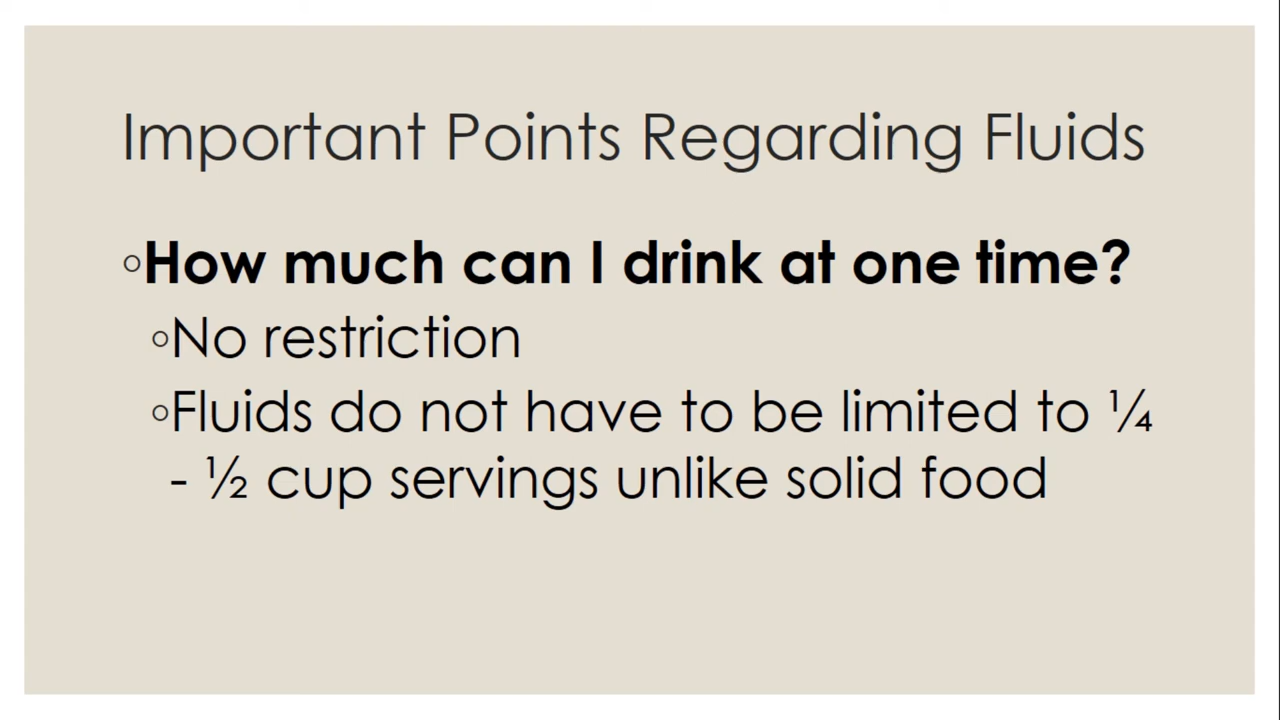 Important Points Regarding Fluids
◦How much can I drink at one time?
◦No restriction
◦Fluids do not have to be limited to ¼
- ½ cup servings unlike solid food